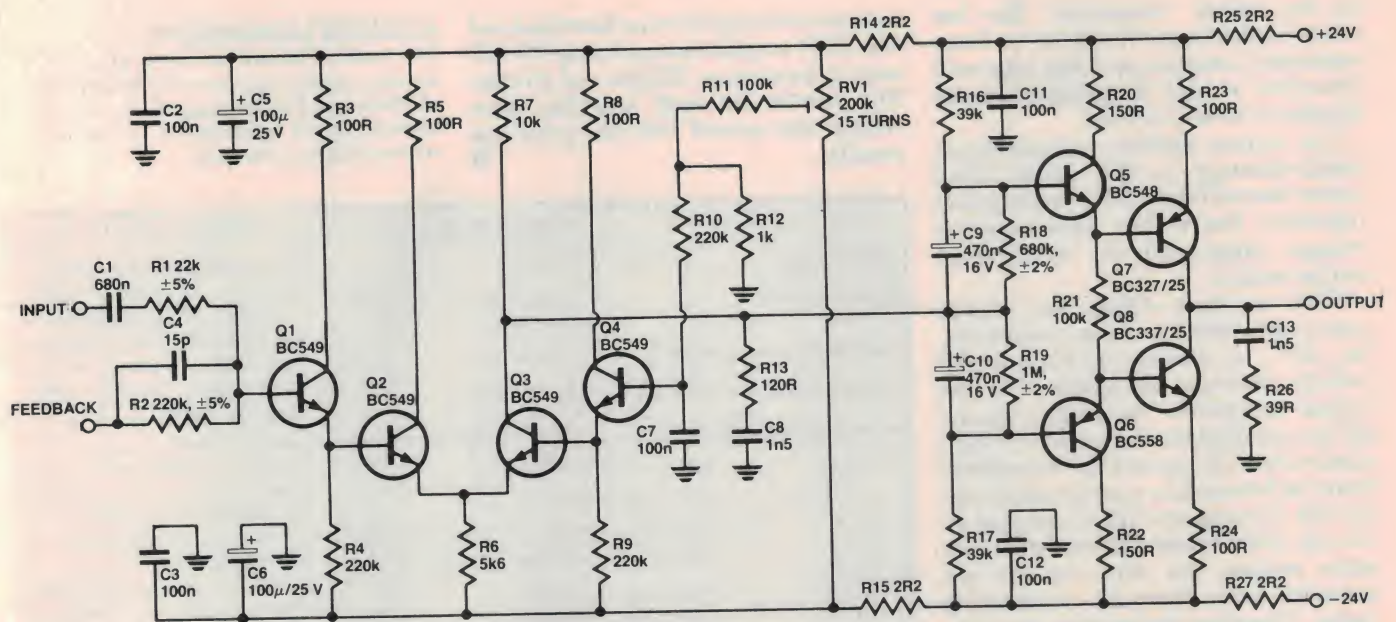 R25 2R2
+24V
R14 2R2
R11 100k
RV1
200k
15 TURNS
C2
100n
+ C5
100µ
25 V
R3
100R
R5
100R
R7
10k
R8
100R
R16
39k
C11
100n
R20
150R
R23
100R
Q5
BC548
R10
220k
R12
1k
+ C9
470n
16 V
R18
680k,
±2%
Q7
BC327/25
C1
680n
R1 22k
±5%
INPUT
C4
15p
Q1
BC549
Q4
BC549
R21
100k
Q8
BC337/25
OUTPUT
C13
1n5
FEEDBACK
R2 220k, ±5%
Q2
BC549
Q3
BC549
R13
120R
+ C10
470n
16 V
R19
1M,
±2%
R26
39R
C7
100n
C8
1n5
Q6
BC558
C3
100n
+
C6
100µ/25 V
R4
220k
R6
5k6
R9
220k
R17
39k
C12
100n
R22
150R
R24
100R
R15 2R2
R27 2R2
−24V